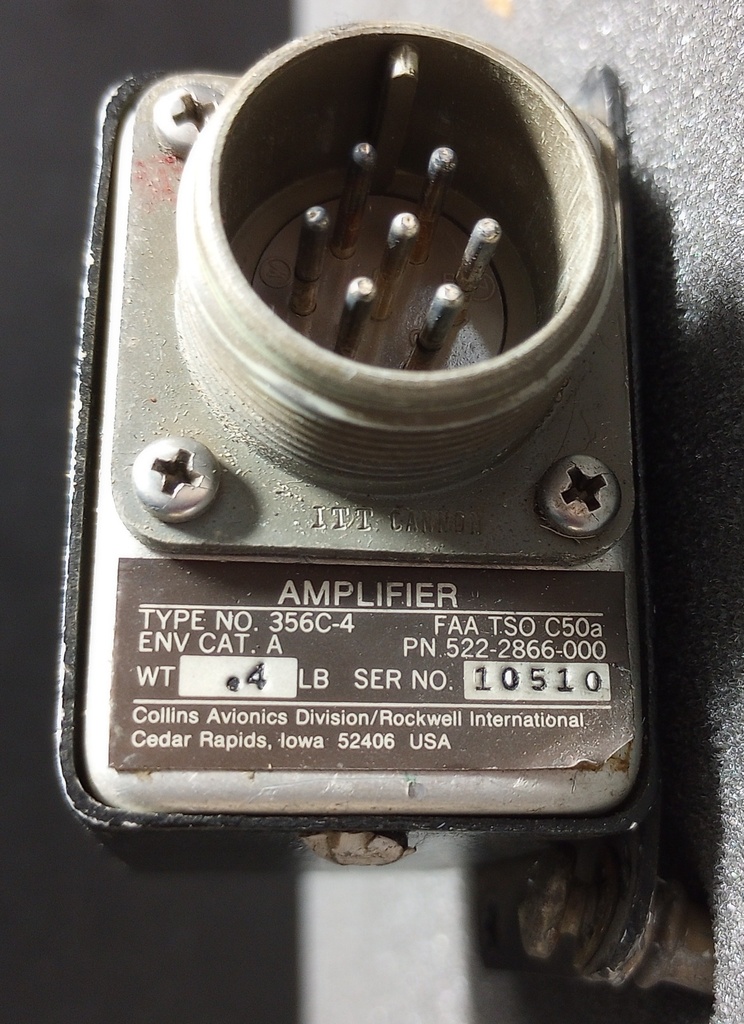 ITT CANNON
AMPLIFIER
TYPE NO. 356C-4 FAA TSO C50a
ENV CAT. A PN 522-2866-000
WT .4 LB SER NO. 10510
Collins Avionics Division/Rockwell International
Cedar Rapids, Iowa 52406 USA